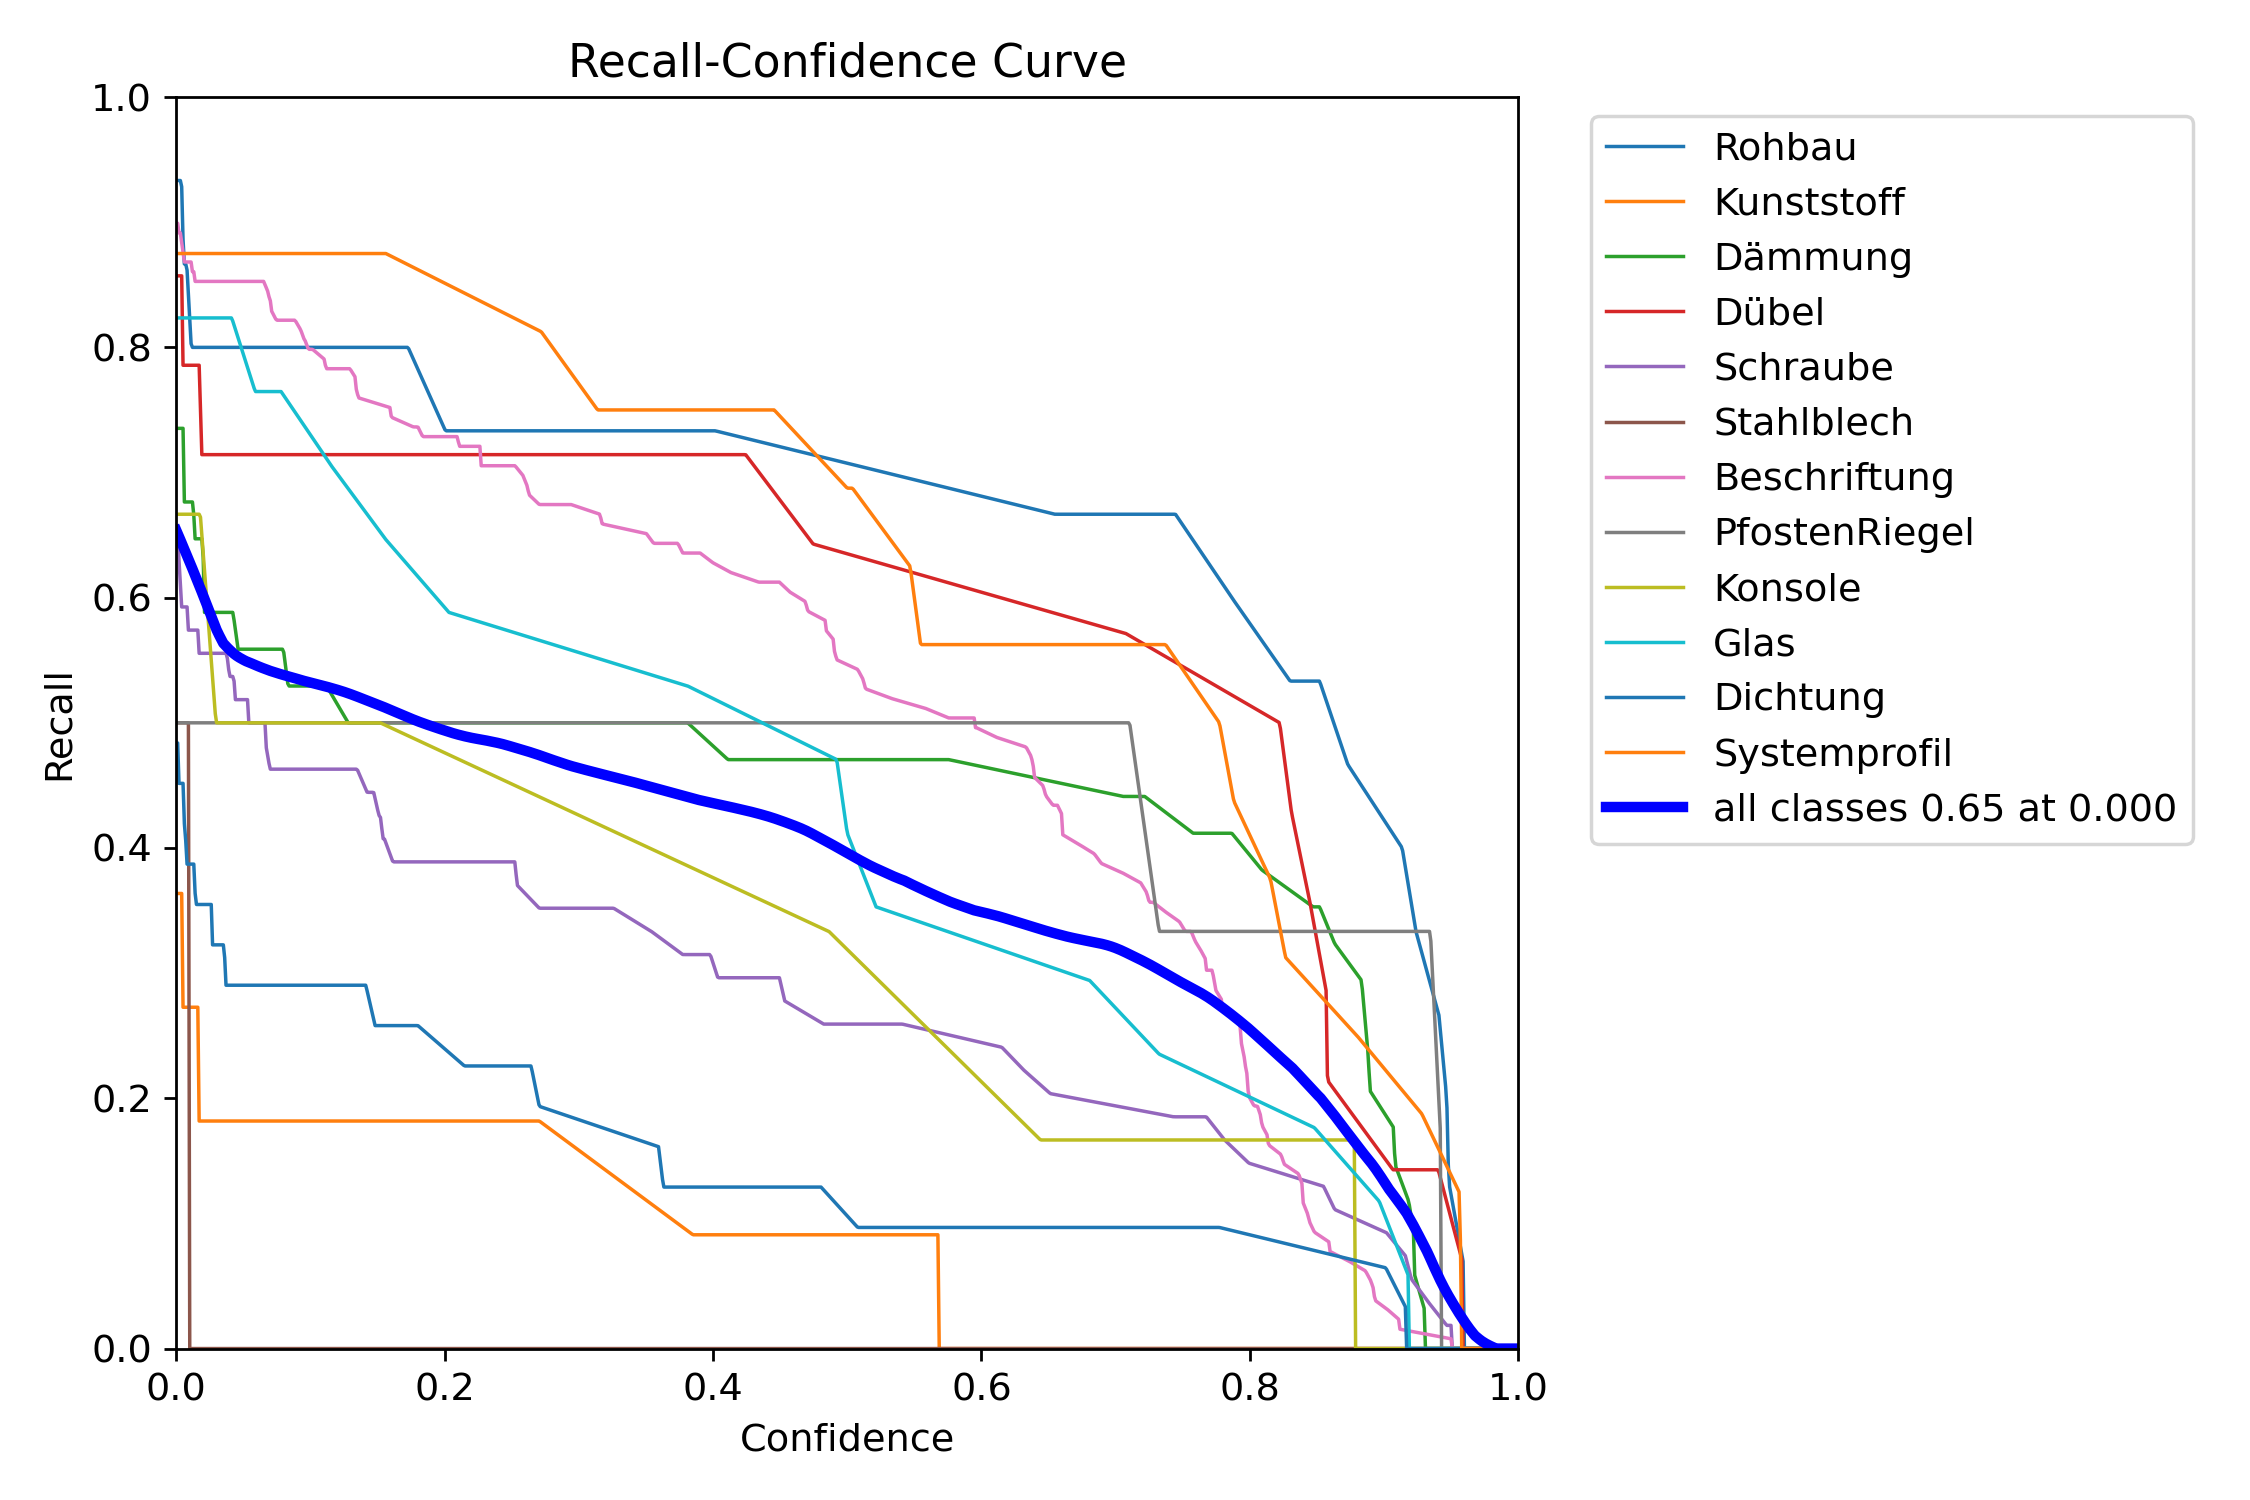 Recall-Confidence Curve
1.0
0.8
0.6
0.4
0.2
0.0
Recall
0.0 0.2 0.4 0.6 0.8 1.0
Confidence
Rohbau
Kunststoff
Dämmung
Dübel
Schraube
Stahlblech
Beschriftung
PfostenRiegel
Konsole
Glas
Dichtung
Systemprofil
all classes 0.65 at 0.000